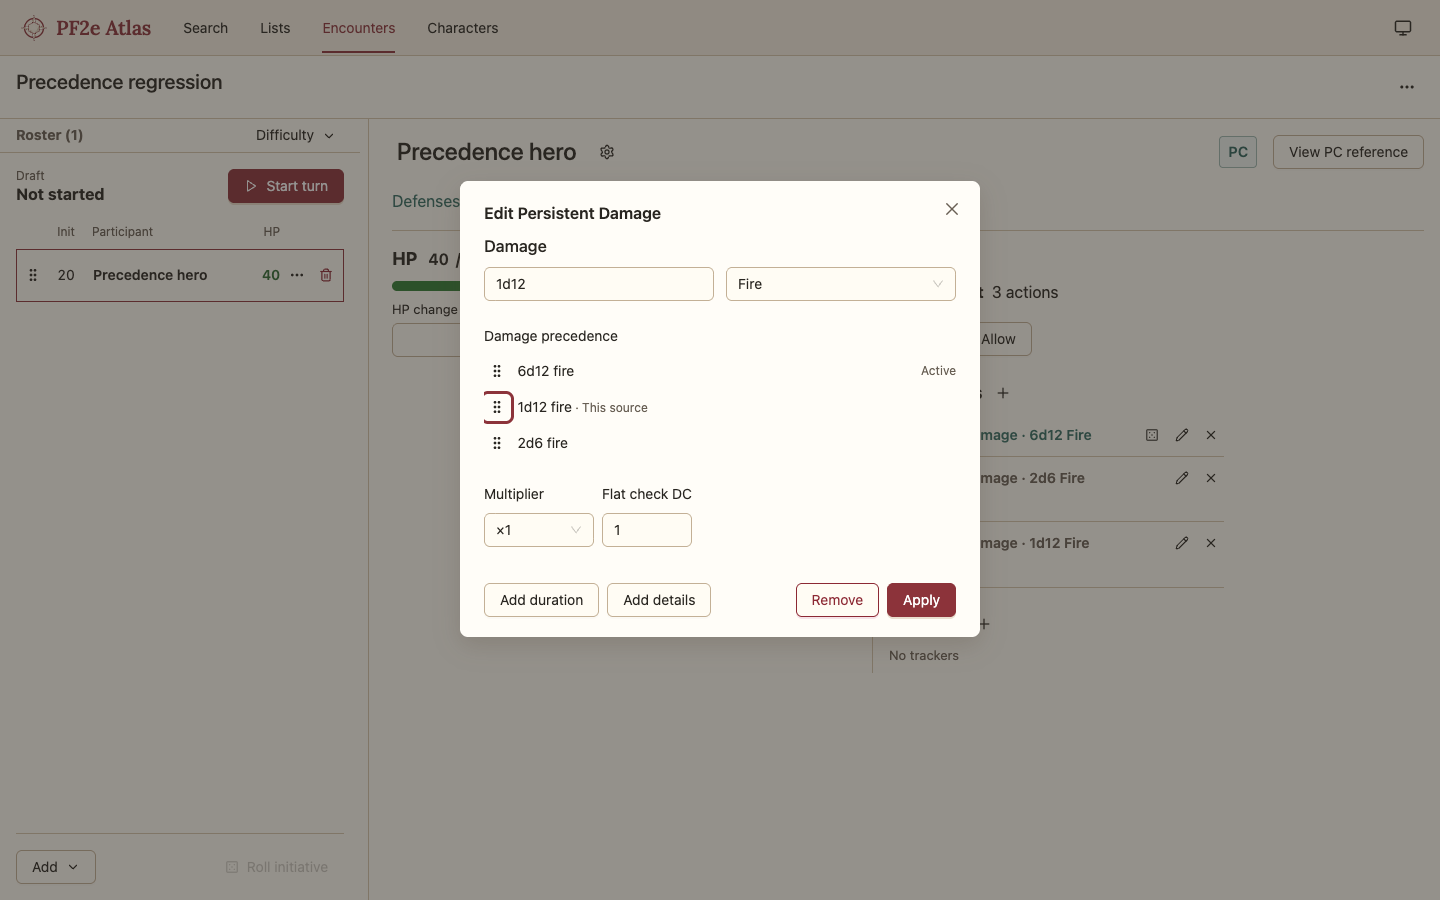 PF2e Atlas
Search
Lists
Encounters
Characters
Precedence regression
Roster (1)
Difficulty
Draft
Not started
Start turn
Init
Participant
HP
20
Precedence hero
40
Add
Roll initiative
Precedence hero
PC
View PC reference
Defenses
HP
40 /
HP change
3 actions
Allow
mage · 6d12 Fire
mage · 2d6 Fire
mage · 1d12 Fire
No trackers
Edit Persistent Damage
Damage
1d12
Fire
Damage precedence
6d12 fire
Active
1d12 fire · This source
2d6 fire
Multiplier
Flat check DC
×1
1
Add duration
Add details
Remove
Apply